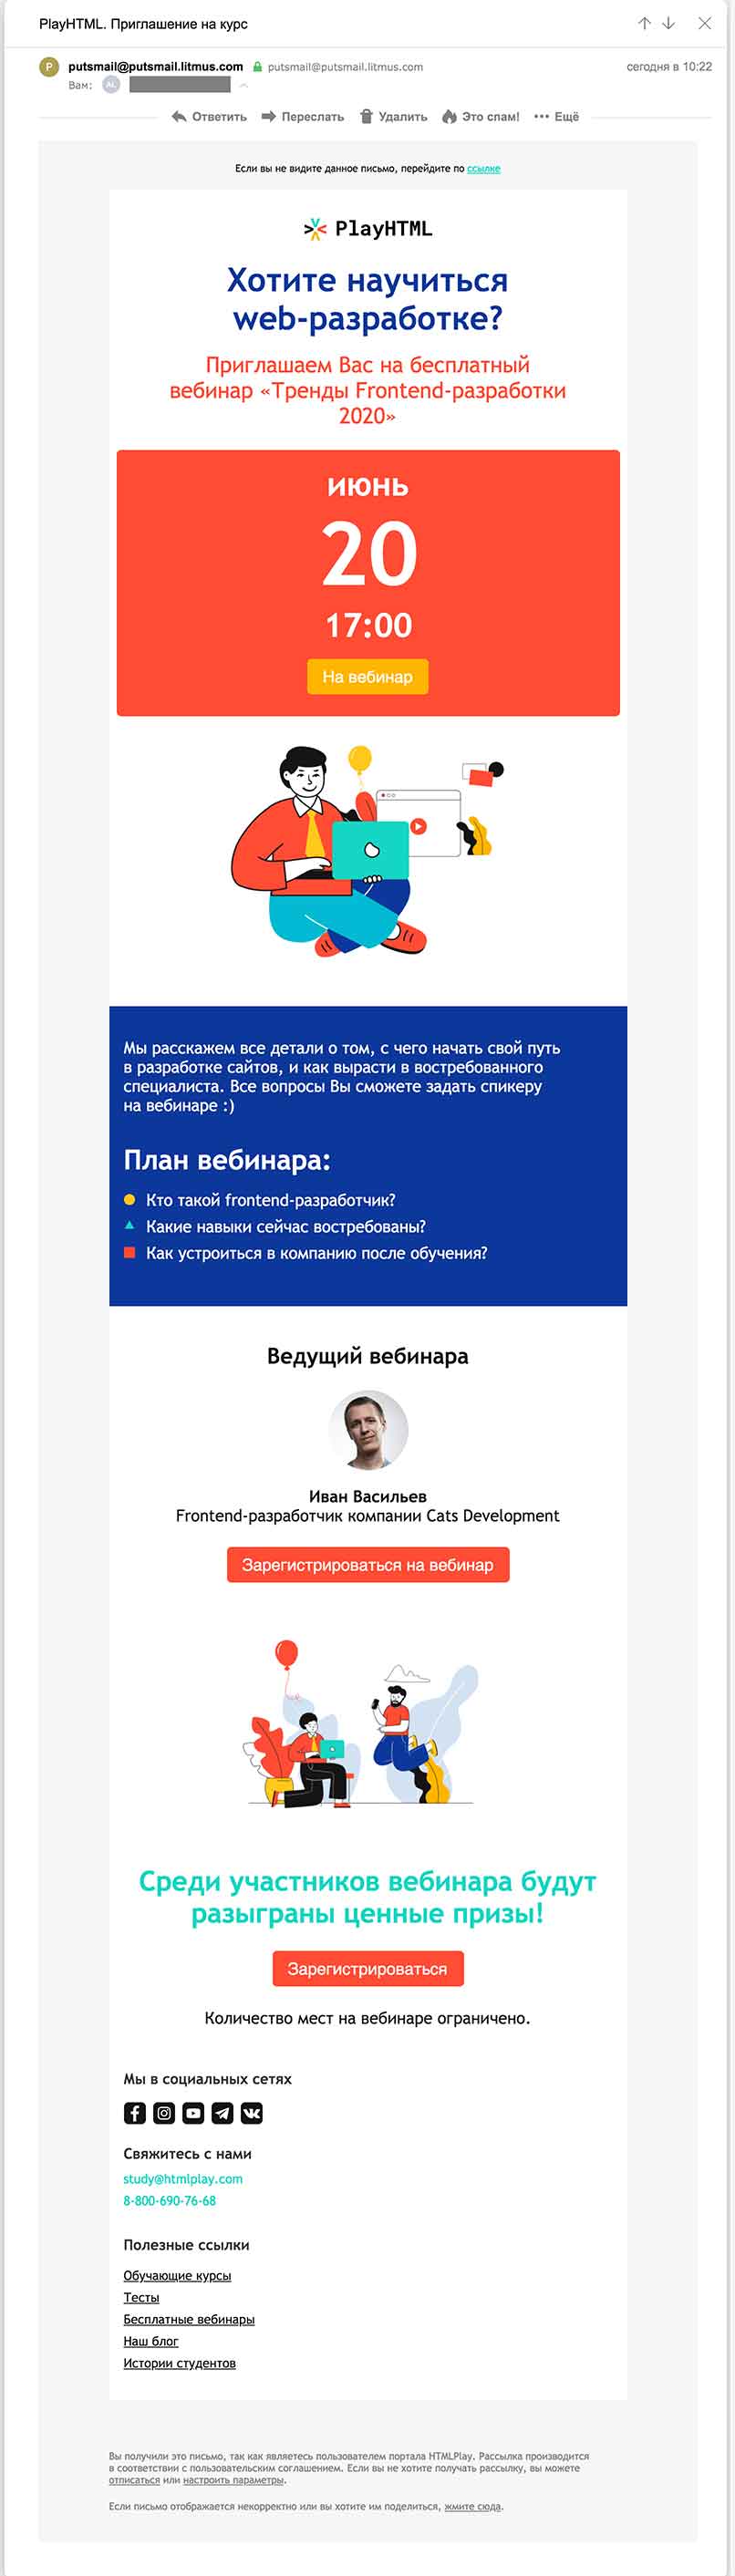 PlayHTML. Приглашение на курс
P putsmail@putsmail.litmus.com putsmail@putsmail.litmus.com сегодня в 10:22
Вам: AL
Ответить Переслать Удалить Это спам! Ещё
Если вы не видите данное письмо, перейдите по ссылке
PlayHTML
Хотите научиться
web-разработке?
Приглашаем Вас на бесплатный
вебинар «Тренды Frontend-разработки
2020»
июнь
20
17:00
На вебинар
Мы расскажем все детали о том, с чего начать свой путь
в разработке сайтов, и как вырасти в востребованного
специалиста. Все вопросы Вы сможете задать спикеру
на вебинаре :)
План вебинара:
Кто такой frontend-разработчик?
Какие навыки сейчас востребованы?
Как устроиться в компанию после обучения?
Ведущий вебинара
Иван Васильев
Frontend-разработчик компании Cats Development
Зарегистрироваться на вебинар
Среди участников вебинара будут
разыграны ценные призы!
Зарегистрироваться
Количество мест на вебинаре ограничено.
Мы в социальных сетях
Свяжитесь с нами
study@htmlplay.com
8-800-690-76-68
Полезные ссылки
Обучающие курсы
Тесты
Бесплатные вебинары
Наш блог
Истории студентов
Вы получили это письмо, так как являетесь пользователем портала HTMLPlay. Рассылка производится
в соответствии с пользовательским соглашением. Если вы не хотите получать рассылку, вы можете
отписаться или настроить параметры.
Если письмо отображается некорректно или вы хотите им поделиться, жмите сюда.